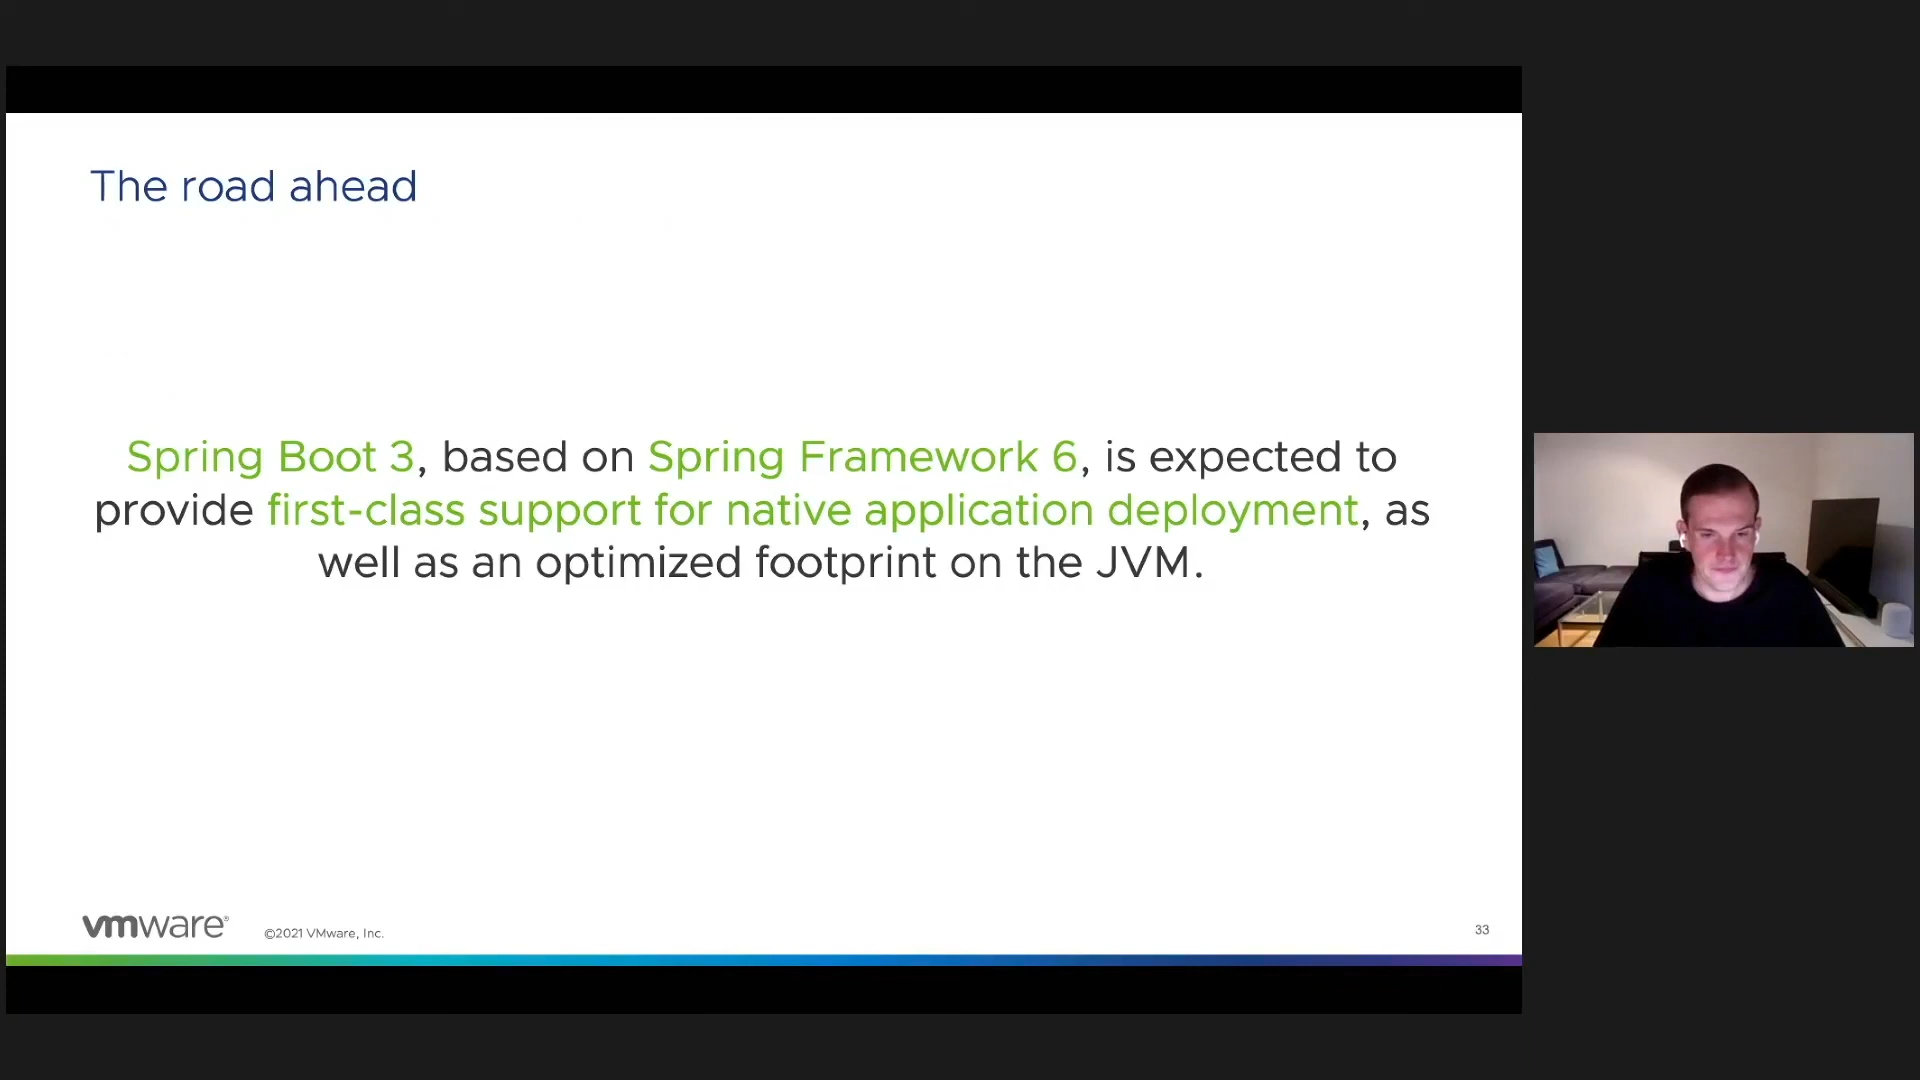 The road ahead
Spring Boot 3, based on Spring Framework 6, is expected to
provide first-class support for native application deployment, as
well as an optimized footprint on the JVM.
vmware®
©2021 VMware, Inc.
33